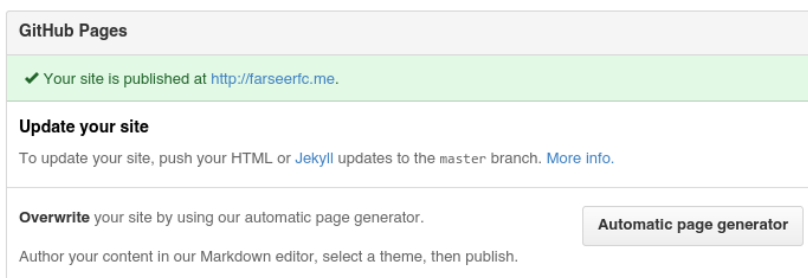 GitHub Pages
✔ Your site is published at http://farseerfc.me.
Update your site
To update your site, push your HTML or Jekyll updates to the master branch. More info.
Overwrite your site by using our automatic page generator.
Automatic page generator
Author your content in our Markdown editor, select a theme, then publish.